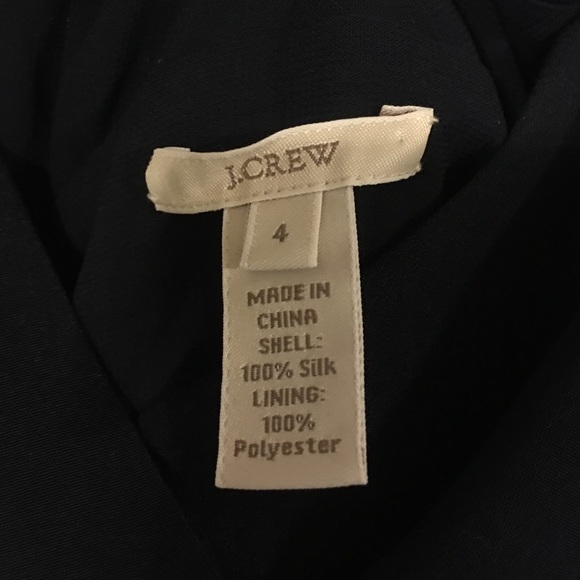 J.CREW
4
MADE IN
CHINA
SHELL:
100% Silk
LINING:
100%
Polyester